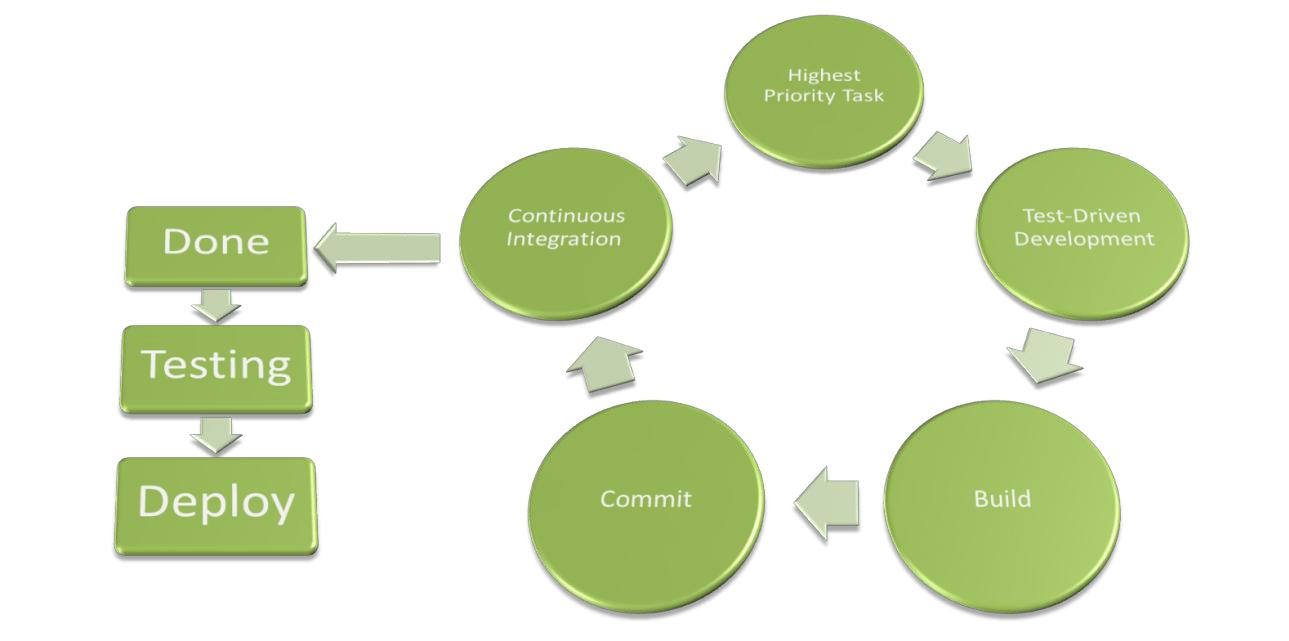 Highest
Priority Task
Continuous
Integration
Test-Driven
Development
Done
Testing
Deploy
Commit
Build